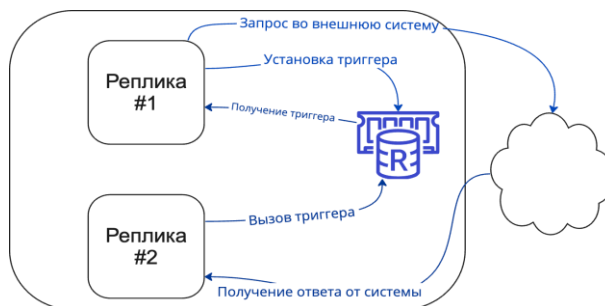 Запрос во внешнюю систему
Установка триггера
Реплика
#1
Получение триггера
R
Вызов триггера
Реплика
#2
Получение ответа от системы